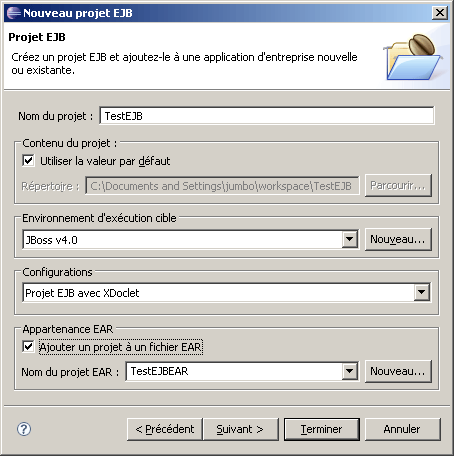 Nouveau projet EJB
Projet EJB
Créez un projet EJB et ajoutez-le à une application d'entreprise nouvelle
ou existante.
Nom du projet : TestEJB
Contenu du projet :
Utiliser la valeur par défaut
Répertoire : C:\Documents and Settings\jumbo\workspace\TestEJB Parcourir...
Environnement d'exécution cible
JBoss v4.0 Nouveau...
Configurations
Projet EJB avec XDoclet
Appartenance EAR
Ajouter un projet à un fichier EAR
Nom du projet EAR : TestEJBEAR Nouveau...
? < Précédent Suivant > Terminer Annuler